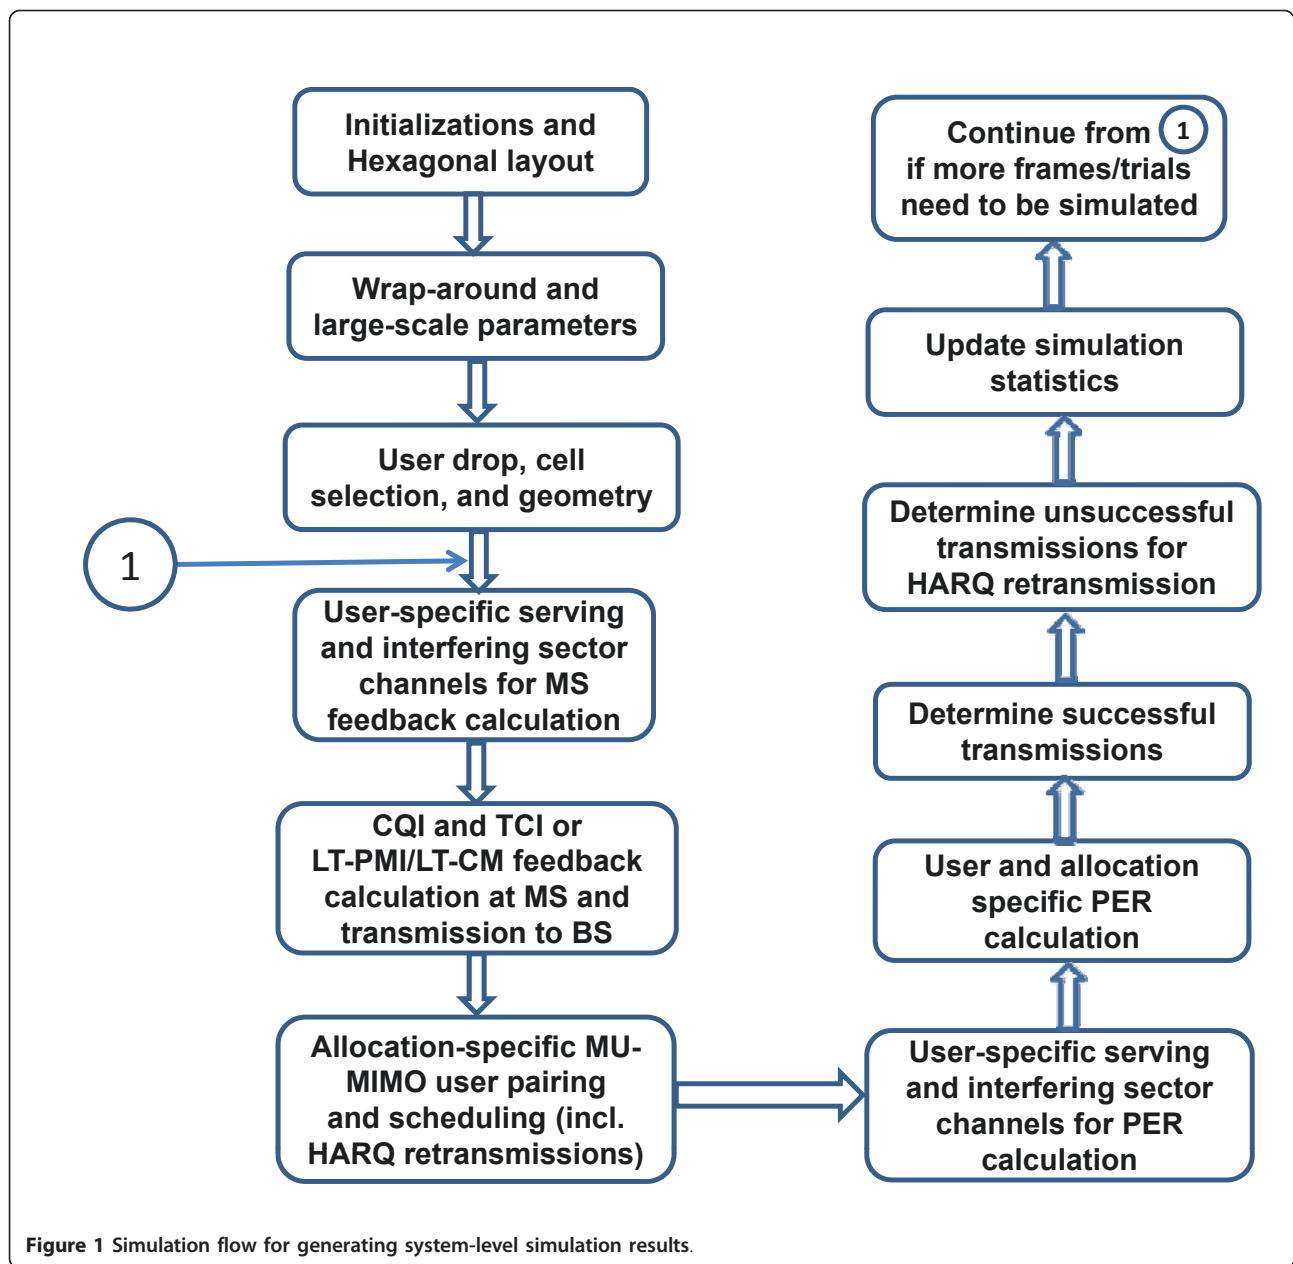 Initializations and
Hexagonal layout
Wrap-around and
large-scale parameters
User drop, cell
selection, and geometry
1
User-specific serving
and interfering sector
channels for MS
feedback calculation
CQI and TCI or
LT-PMI/LT-CM feedback
calculation at MS and
transmission to BS
Allocation-specific MU-
MIMO user pairing
and scheduling (incl.
HARQ retransmissions)
User-specific serving
and interfering sector
channels for PER
calculation
User and allocation
specific PER
calculation
Determine successful
transmissions
Determine unsuccessful
transmissions for
HARQ retransmission
Update simulation
statistics
Continue from 1
if more frames/trials
need to be simulated
Figure 1 Simulation flow for generating system-level simulation results.